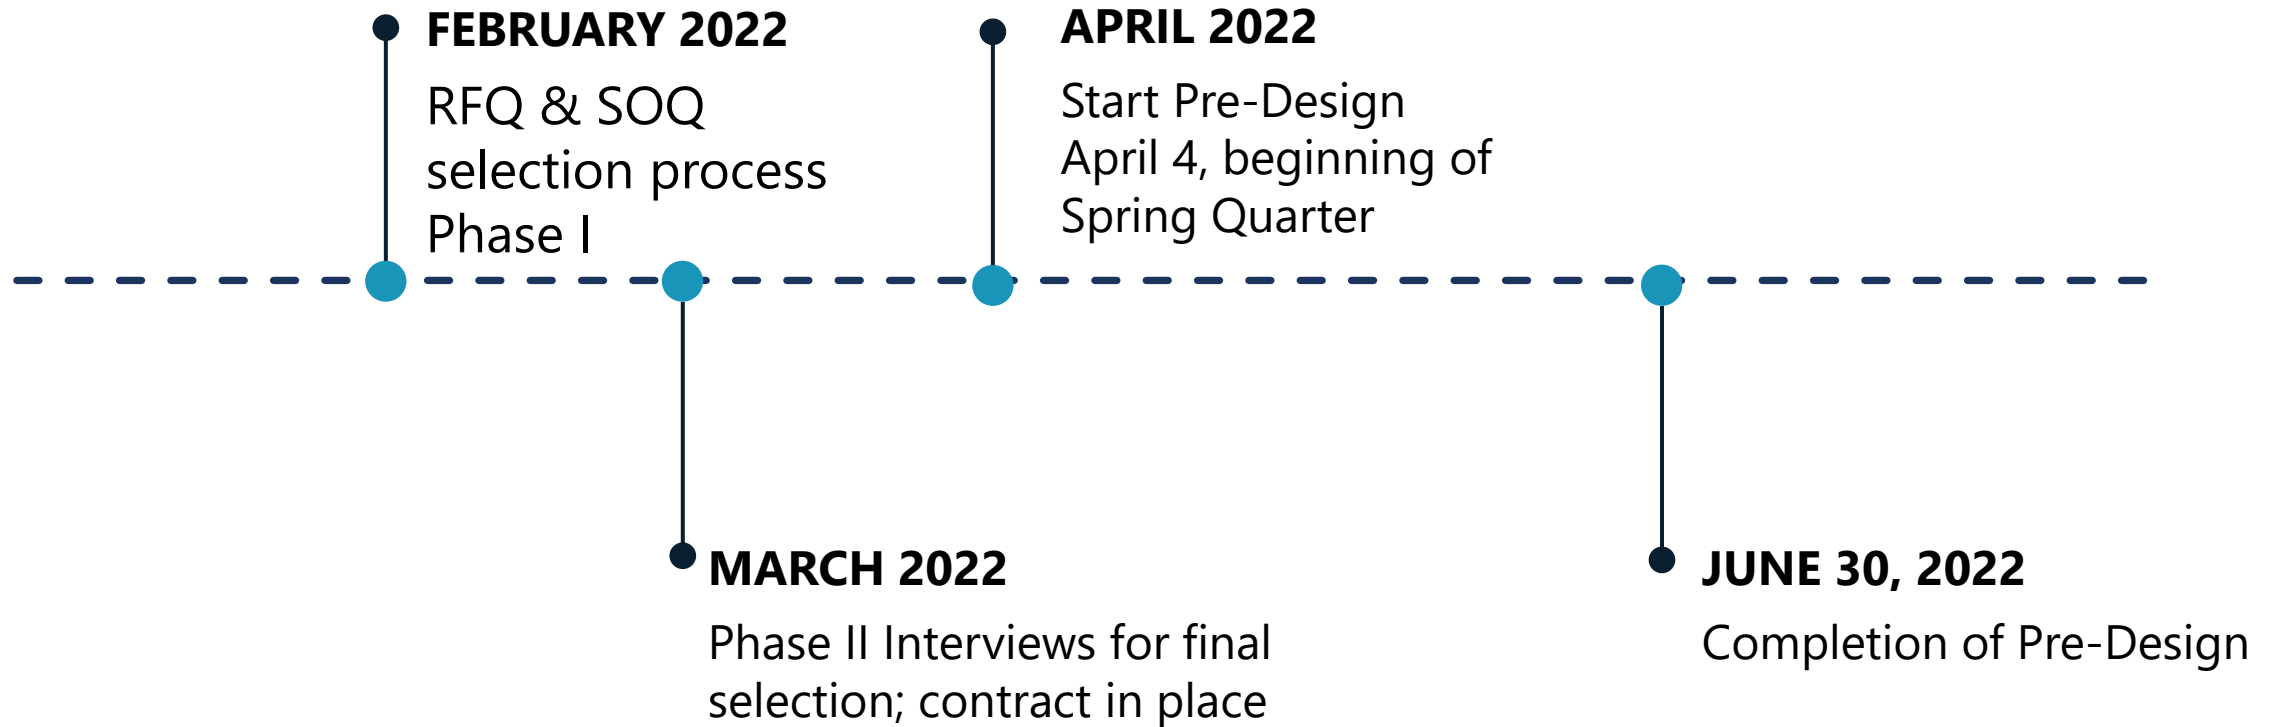 FEBRUARY 2022
RFQ & SOQ
selection process
Phase I
MARCH 2022
Phase II Interviews for final
selection; contract in place
APRIL 2022
Start Pre-Design
April 4, beginning of
Spring Quarter
JUNE 30, 2022
Completion of Pre-Design